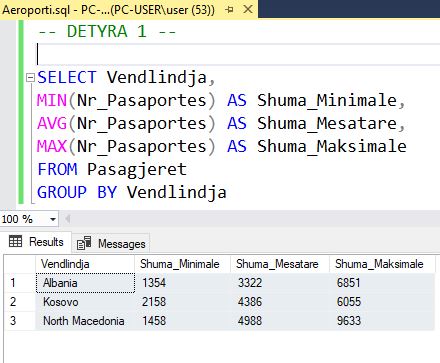 Aeroporti.sql - PC-...(PC-USER\user (53))
-- DETYRA 1 --
SELECT Vendlindja,
MIN(Nr_Pasaportes) AS Shuma_Minimale,
AVG(Nr_Pasaportes) AS Shuma_Mesatare,
MAX(Nr_Pasaportes) AS Shuma_Maksimale
FROM Pasagjeret
GROUP BY Vendlindja
100 %
Results Messages
Vendlindja Shuma_Minimale Shuma_Mesatare Shuma_Maksimale
1 Albania 1354 3322 6851
2 Kosovo 2158 4386 6055
3 North Macedonia 1458 4988 9633